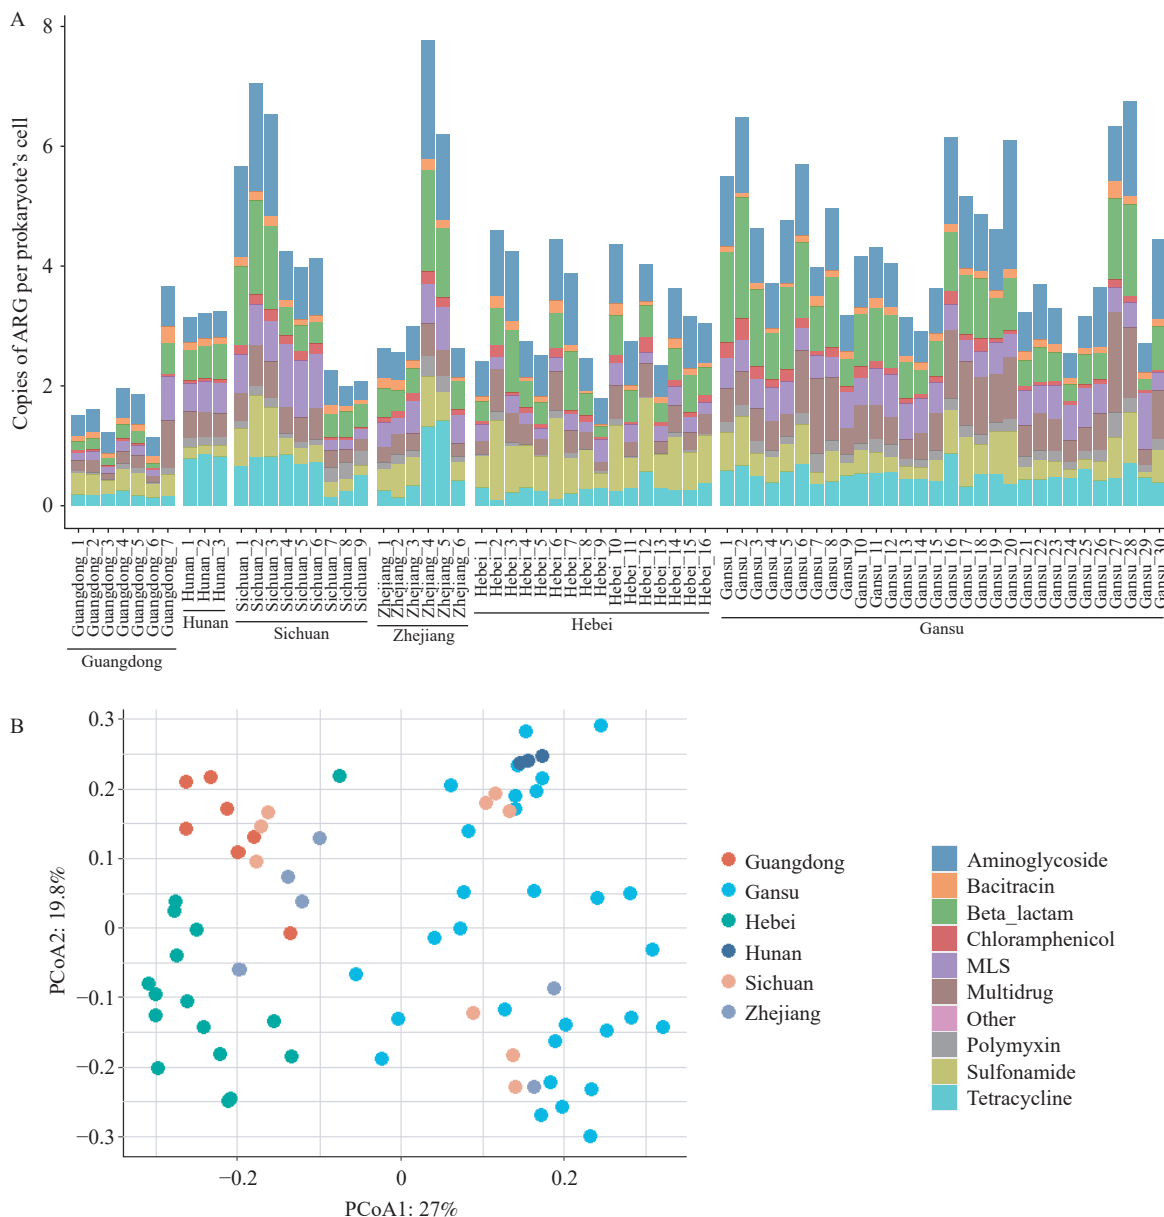 A
Copies of ARG per prokaryote's cell
8
6
4
2
0
Guangdong_1
Guangdong_2
Guangdong_3
Guangdong_4
Guangdong_5
Guangdong_6
Guangdong_7
Hunan_1
Hunan_2
Hunan_3
Sichuan_1
Sichuan_2
Sichuan_3
Sichuan_4
Sichuan_5
Sichuan_6
Sichuan_7
Sichuan_8
Sichuan_9
Zhejiang_1
Zhejiang_2
Zhejiang_3
Zhejiang_4
Zhejiang_5
Zhejiang_6
Hebei_1
Hebei_2
Hebei_3
Hebei_4
Hebei_5
Hebei_6
Hebei_7
Hebei_8
Hebei_9
Hebei_10
Hebei_11
Hebei_12
Hebei_13
Hebei_14
Hebei_15
Hebei_16
Gansu_1
Gansu_2
Gansu_3
Gansu_4
Gansu_5
Gansu_6
Gansu_7
Gansu_8
Gansu_9
Gansu_10
Gansu_11
Gansu_12
Gansu_13
Gansu_14
Gansu_15
Gansu_16
Gansu_17
Gansu_18
Gansu_19
Gansu_20
Gansu_21
Gansu_22
Gansu_23
Gansu_24
Gansu_25
Gansu_26
Gansu_27
Gansu_28
Gansu_29
Gansu_30
Guangdong
Hunan
Sichuan
Zhejiang
Hebei
Gansu
B
PCoA2: 19.8%
0.3
0.2
0.1
0
−0.1
−0.2
−0.3
−0.2
0
0.2
PCoA1: 27%
Guangdong
Gansu
Hebei
Hunan
Sichuan
Zhejiang
Aminoglycoside
Bacitracin
Beta_lactam
Chloramphenicol
MLS
Multidrug
Other
Polymyxin
Sulfonamide
Tetracycline